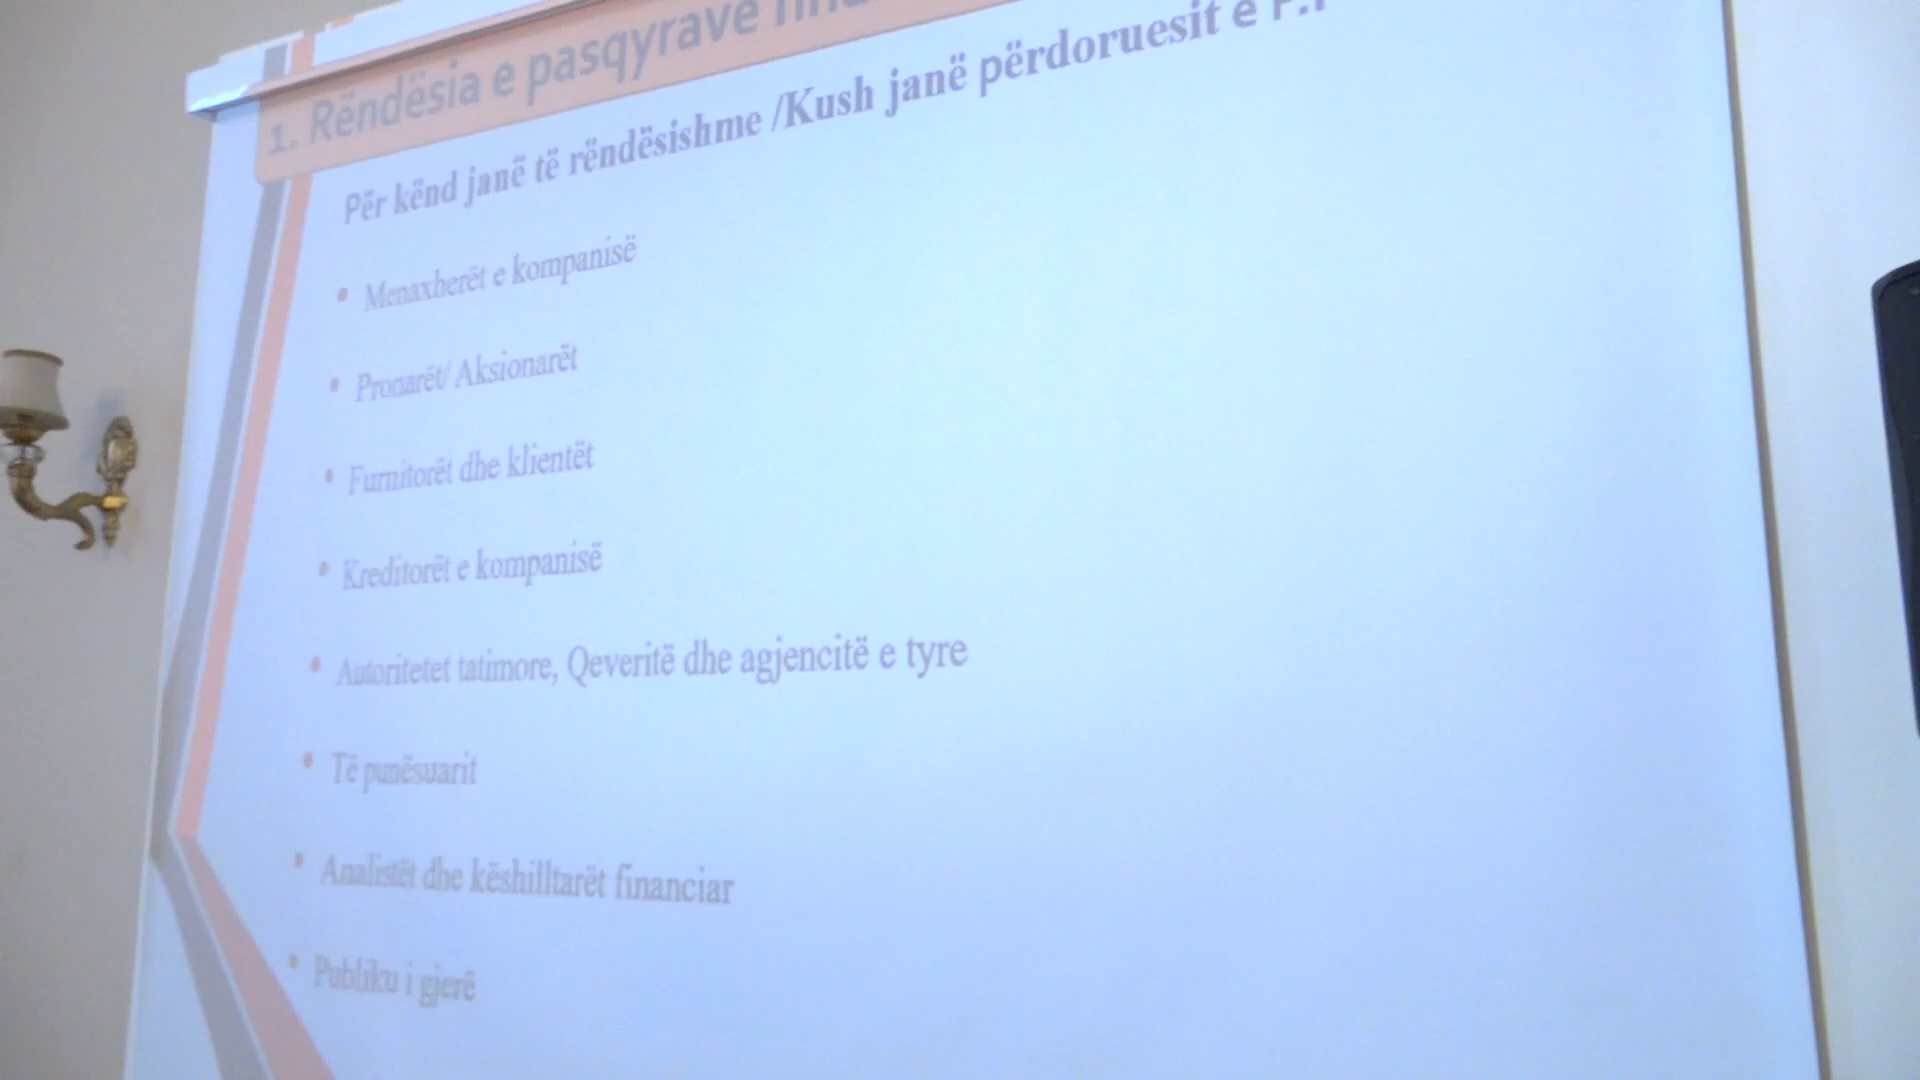 1. Rëndësia e pasqyrave
Për kënd janë të rëndësishme /Kush janë përdoruesit e
• Menaxherët e kompanisë
• Pronarët/ Aksionarët
• Furnitorët dhe klientët
• Kreditorët e kompanisë
• Autoritetet tatimore, Qeveritë dhe agjencitë e tyre
• Të punësuarit
• Analistët dhe këshilltarët financiar
• Publiku i gjerë